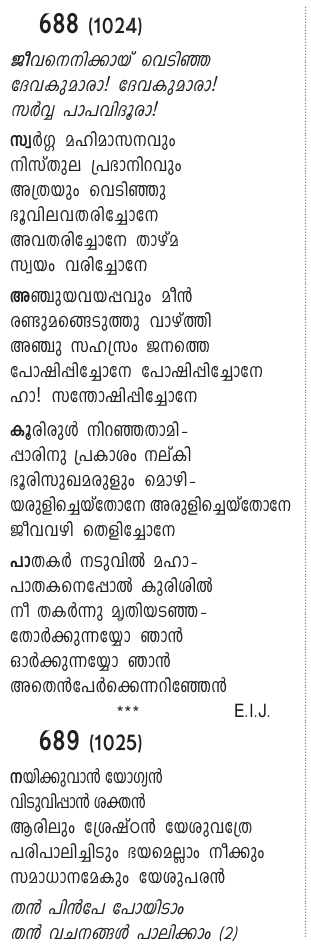 688 (1024)
ജീവനെനിക്കായ് വെടിഞ്ഞ
ദേവകുമാരാ! ദേവകുമാരാ!
സർവ്വ പാപവിദൂരാ!
സ്വർഗ്ഗ മഹിമാസനവും
നിസ്തുല പ്രഭാനിറവും
അത്രയും വെടിഞ്ഞു
ഭൂവിലവതരിച്ചോനേ
അവതരിച്ചോനേ താഴ്മ
സ്വയം വരിച്ചോനേ
അഞ്ചുയവയപ്പവും മീൻ
രണ്ടുമങ്ങെടുത്തു വാഴ്ത്തി
അഞ്ചു സഹസ്രം ജനത്തെ
പോഷിപ്പിച്ചോനേ പോഷിപ്പിച്ചോനേ
ഹാ! സന്തോഷിപ്പിച്ചോനേ
കൂരിരുൾ നിറഞ്ഞതാമി-
പ്പാരിനു പ്രകാശം നല്കി
ഭൂരിസുഖമരുളും മൊഴി-
യരുളിച്ചെയ്തോനേ അരുളിച്ചെയ്തോനേ
ജീവവഴി തെളിച്ചോനേ
പാതകർ നടുവിൽ മഹാ-
പാതകനെപ്പോൽ കുരിശിൽ
നീ തകർന്നു മൃതിയടഞ്ഞ-
തോർക്കുന്നയ്യോ ഞാൻ
ഓർക്കുന്നയ്യോ ഞാൻ
അതെൻപേർക്കെന്നറിഞ്ഞേൻ
*** E.I.J.
689 (1025)
നയിക്കുവാൻ യോഗ്യൻ
വിടുവിപ്പാൻ ശക്തൻ
ആരിലും ശ്രേഷ്ഠൻ യേശുവത്രേ
പരിപാലിച്ചിടും ഭയമെല്ലാം നീക്കും
സമാധാനമേകും യേശുപരൻ
തൻ പിൻപേ പോയിടാം
തൻ വചനങ്ങൾ പാലിക്കാം (2)